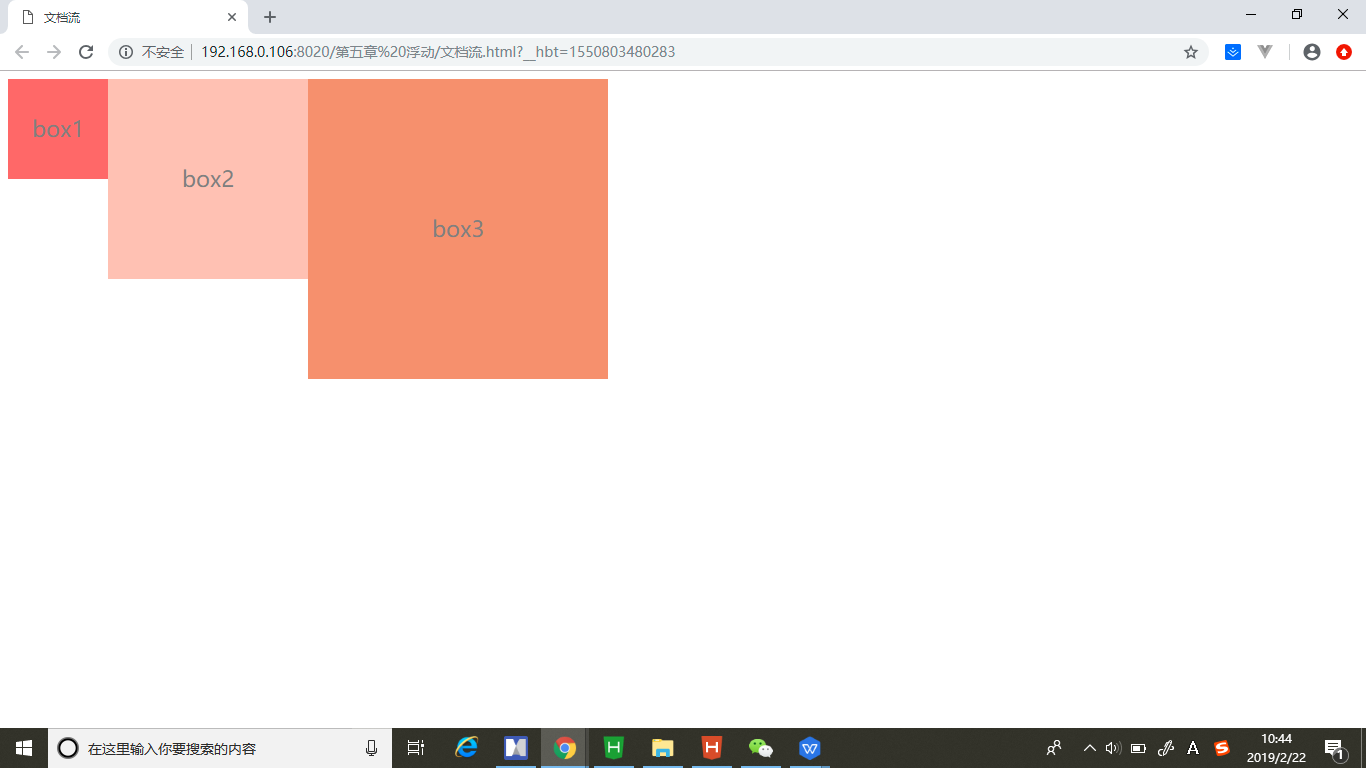 文档流
不安全 192.168.0.106:8020/第五章%20浮动/文档流.html?__hbt=1550803480283
box1
box2
box3
在这里输入你要搜索的内容
A
10:44
2019/2/22
1